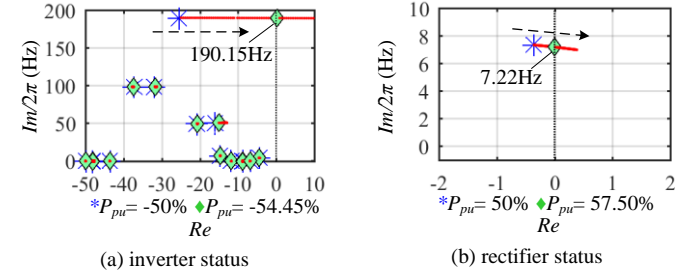 200
150
100
50
0
Im/2π (Hz)
190.15Hz
-50 -40 -30 -20 -10 0 10
*P_pu= -50% ♦P_pu= -54.45%
Re
(a) inverter status
10
8
6
4
2
0
Im/2π (Hz)
7.22Hz
-2 -1 0 1 2
*P_pu= 50% ♦P_pu= 57.50%
Re
(b) rectifier status